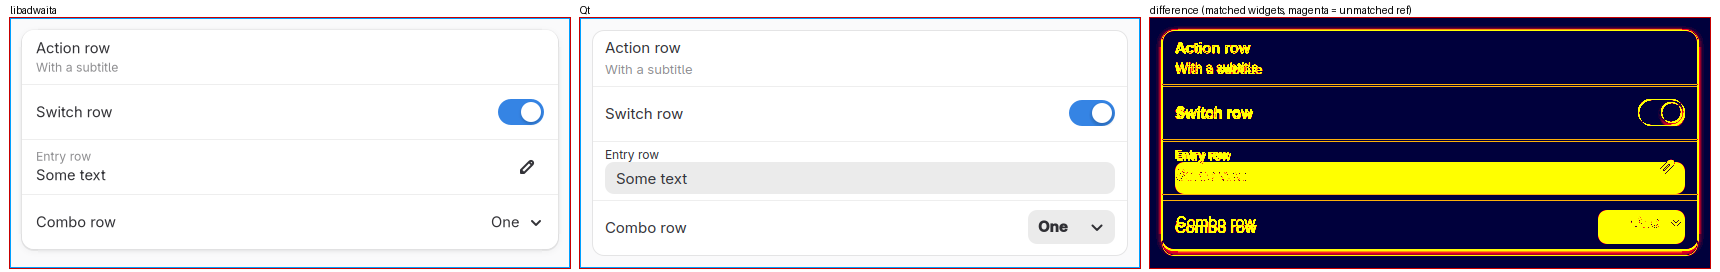 libadwaita
Action row
With a subtitle
Switch row
Entry row
Some text
Combo row
One
Qt
Action row
With a subtitle
Switch row
Entry row
Some text
Combo row
One
difference (matched widgets, magenta = unmatched ref)
Action row
With a subtitle
Switch row
Entry row
Combo row